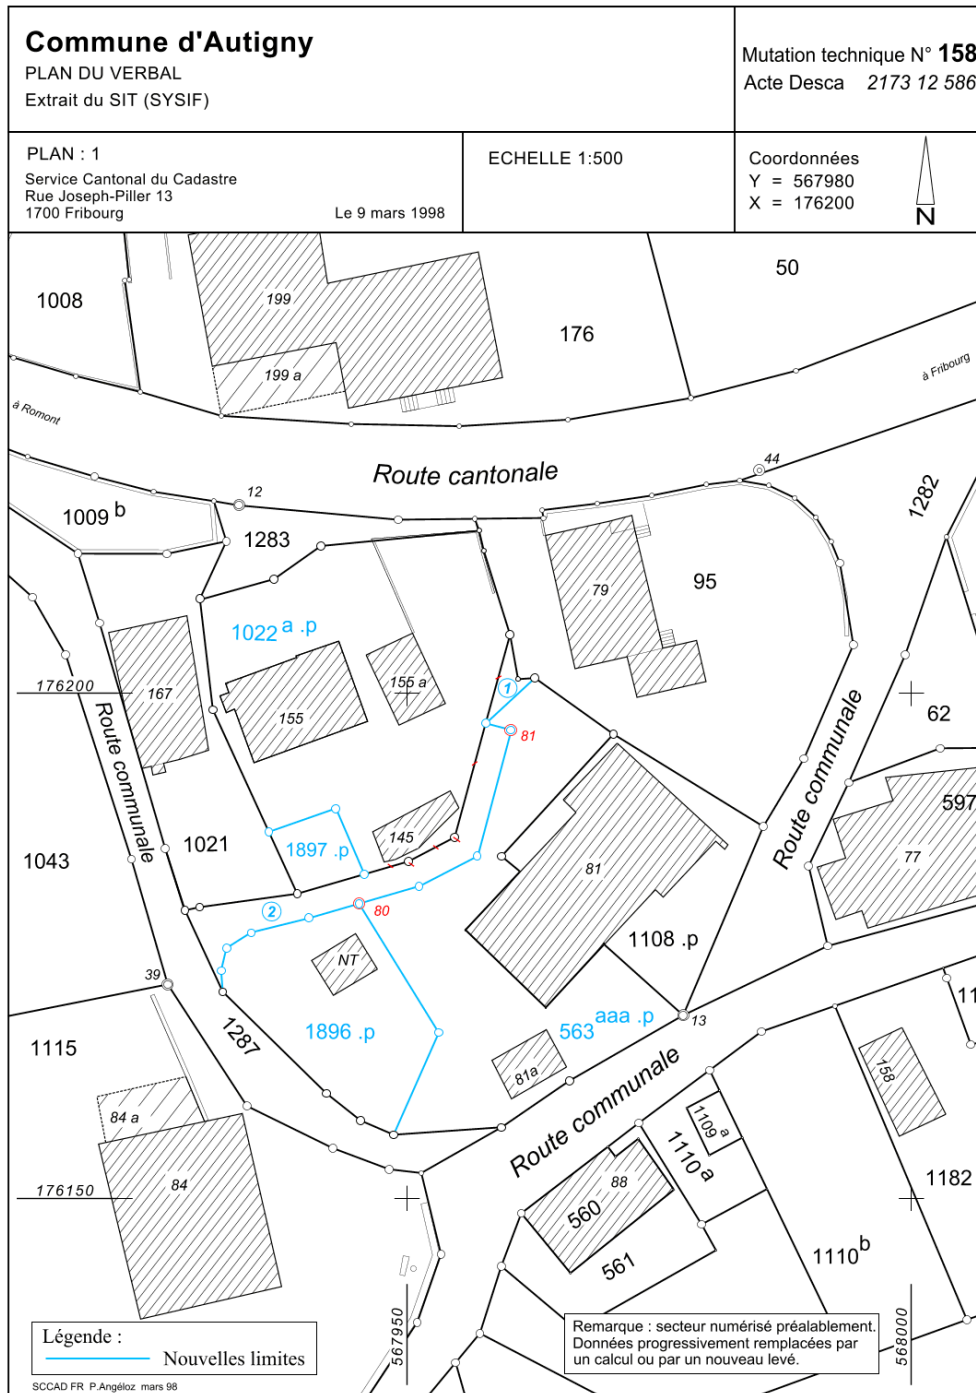 Commune d'Autigny
PLAN DU VERBAL
Extrait du SIT (SYSIF)
Mutation technique N° 158
Acte Desca 2173 12 586
PLAN : 1
Service Cantonal du Cadastre
Rue Joseph-Piller 13
1700 Fribourg
Le 9 mars 1998
ECHELLE 1:500
Coordonnées
Y = 567980
X = 176200
N
1008
199
176
50
199 a
à Fribourg
à Romont
Route cantonale
44
12
1282
1009 b
1283
79
95
1022 a .p
155 a
1
176200
167
155
62
Route communale
81
Route communale
597
145
1021
1897 .p
1043
77
81
2
80
1108 .p
NT
39
1896 .p
563 aaa .p
13
11
1287
1115
81a
Route communale
158
84 a
1109 a
1110 a
84
88
1182
176150
560
561
1110 b
567950
568000
Légende :
Nouvelles limites
Remarque : secteur numérisé préalablement.
Données progressivement remplacées par
un calcul ou par un nouveau levé.
SCCAD FR P.Angéloz mars 98